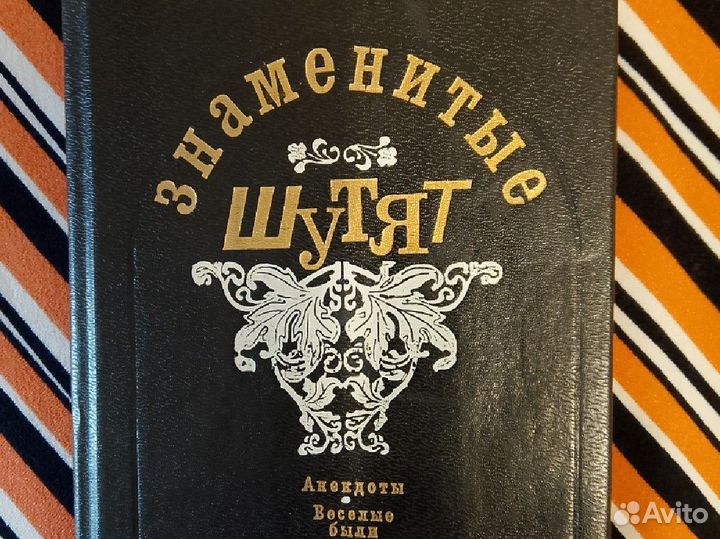 Знаменитые
шутят
Анекдоты
Веселые
были
Avito